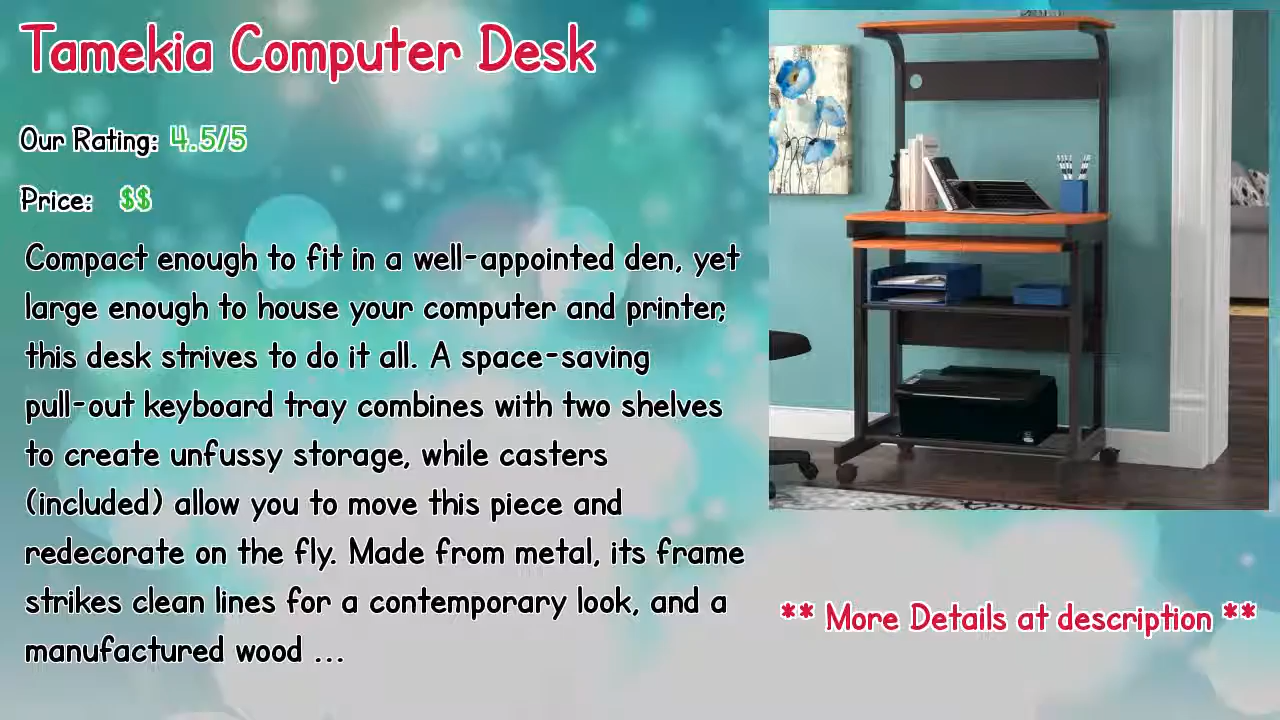 Tamekia Computer Desk
Our Rating: 4.5/5
Price: $$
Compact enough to fit in a well-appointed den, yet
large enough to house your computer and printer,
this desk strives to do it all. A space-saving
pull-out keyboard tray combines with two shelves
to create unfussy storage, while casters
(included) allow you to move this piece and
redecorate on the fly. Made from metal, its frame
strikes clean lines for a contemporary look, and a
manufactured wood ...
** More Details at description **